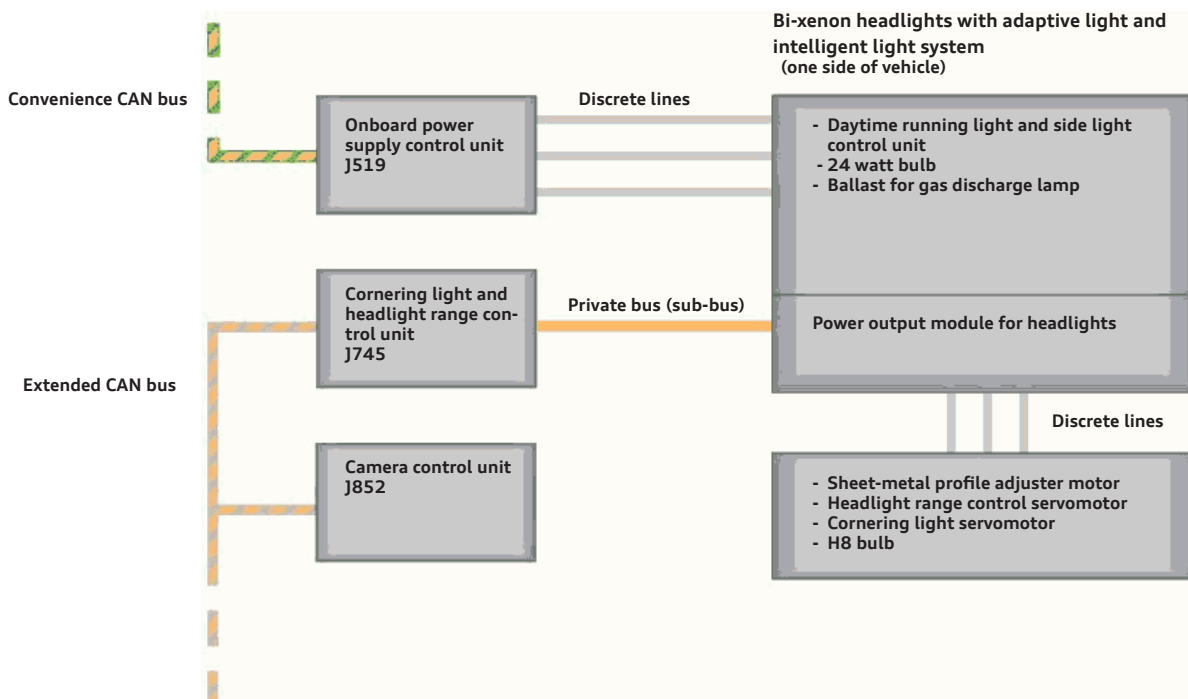 Bi-xenon headlights with adaptive light and
intelligent light system
(one side of vehicle)
Convenience CAN bus
Onboard power
supply control unit
J519
Discrete lines
- Daytime running light and side light
control unit
- 24 watt bulb
- Ballast for gas discharge lamp
Cornering light and
headlight range con-
trol unit
J745
Private bus (sub-bus)
Power output module for headlights
Extended CAN bus
Discrete lines
Camera control unit
J852
- Sheet-metal profile adjuster motor
- Headlight range control servomotor
- Cornering light servomotor
- H8 bulb